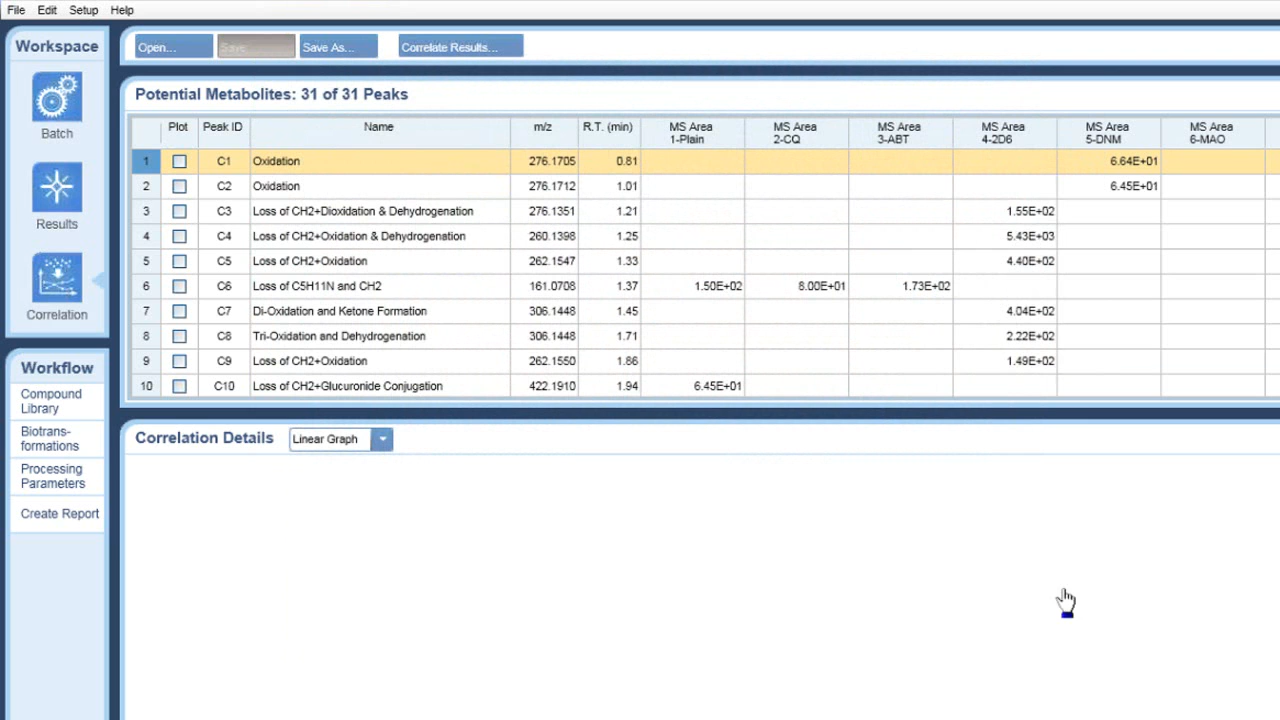 File Edit Setup Help
Workspace
Batch
Results
Correlation
Workflow
Compound
Library
Biotrans-
formations
Processing
Parameters
Create Report
Open... Save Save As... Correlate Results...
Potential Metabolites: 31 of 31 Peaks
Plot Peak ID Name m/z R.T. (min) MS Area MS Area MS Area MS Area MS Area MS Area
1-Plain 2-CQ 3-ABT 4-2D6 5-DNM 6-MAO
1 C1 Oxidation 276.1705 0.81 6.64E+01
2 C2 Oxidation 276.1712 1.01 6.45E+01
3 C3 Loss of CH2+Dioxidation & Dehydrogenation 276.1351 1.21 1.55E+02
4 C4 Loss of CH2+Oxidation & Dehydrogenation 260.1398 1.25 5.43E+03
5 C5 Loss of CH2+Oxidation 262.1547 1.33 4.40E+02
6 C6 Loss of C5H11N and CH2 161.0708 1.37 1.50E+02 8.00E+01 1.73E+02
7 C7 Di-Oxidation and Ketone Formation 306.1448 1.45 4.04E+02
8 C8 Tri-Oxidation and Dehydrogenation 306.1448 1.71 2.22E+02
9 C9 Loss of CH2+Oxidation 262.1550 1.86 1.49E+02
10 C10 Loss of CH2+Glucuronide Conjugation 422.1910 1.94 6.45E+01
Correlation Details Linear Graph